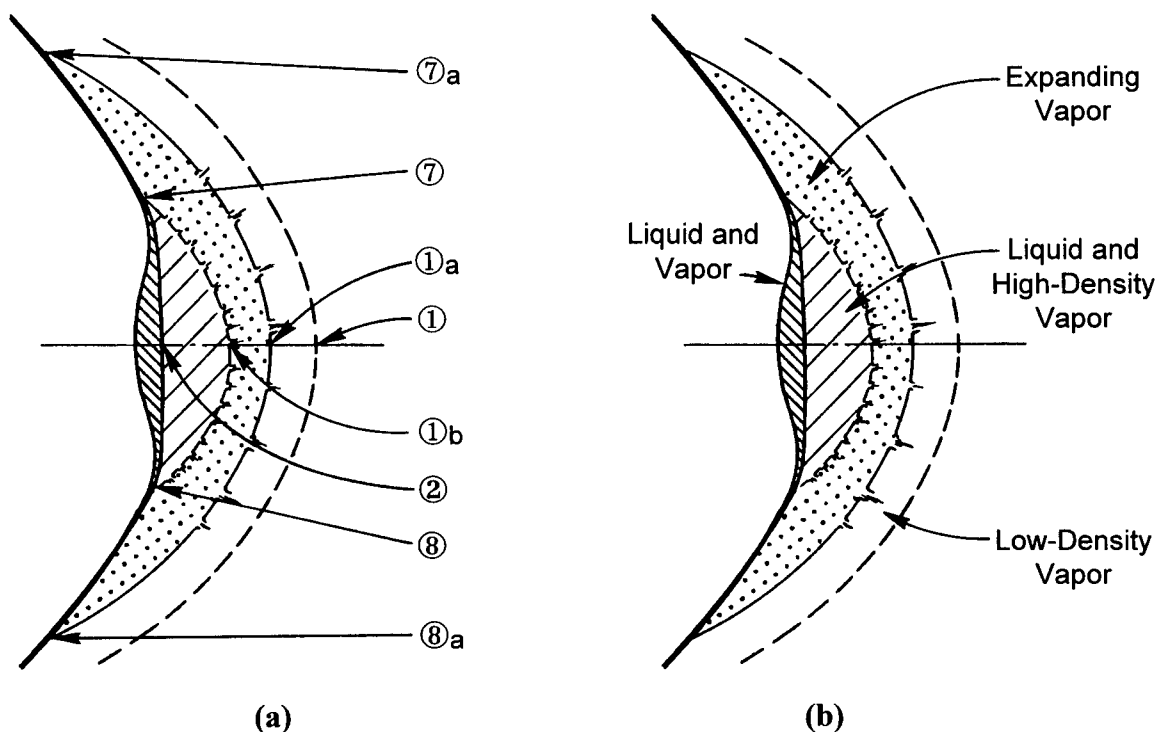 ⑦a
⑦
①a
①
①b
②
⑧
⑧a
(a)
Expanding
Vapor
Liquid and
Vapor
Liquid and
High-Density
Vapor
Low-Density
Vapor
(b)